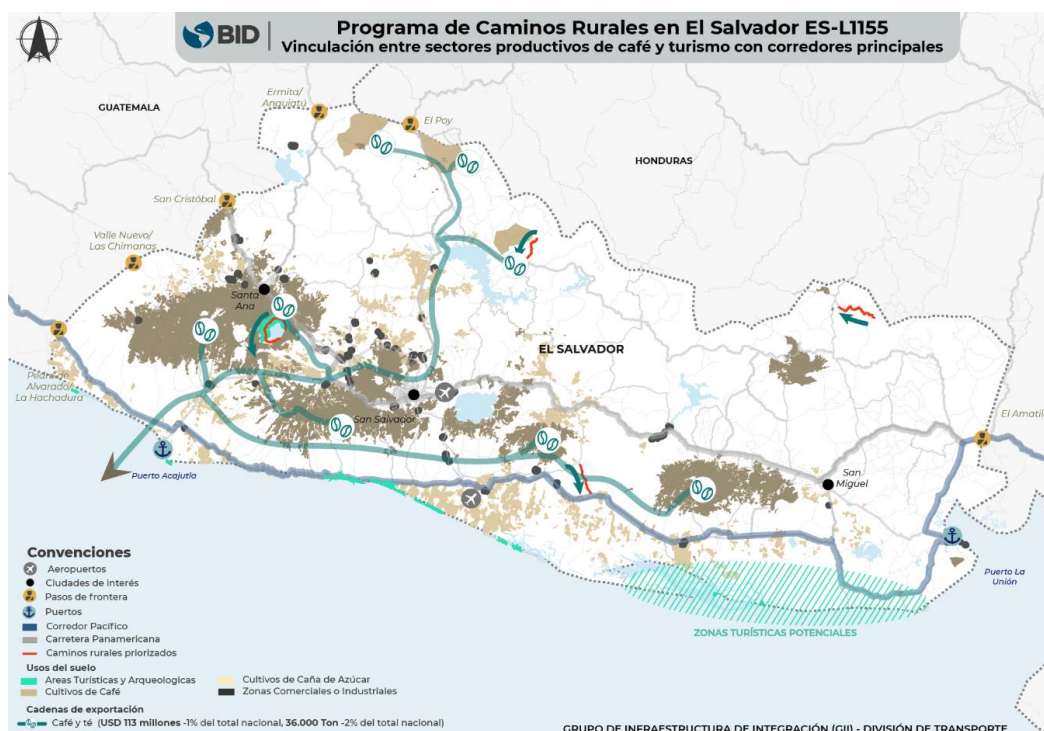 BID
Programa de Caminos Rurales en El Salvador ES-L1155
Vinculación entre sectores productivos de café y turismo con corredores principales
Ermita/
Anguiatú
GUATEMALA
El Poy
HONDURAS
San Cristóbal
Valle Nuevo/
Las Chimanas
Santa
Ana
EL SALVADOR
Pedro de
Alvarado/
La Hachadura
San Salvador
El Amatil
Puerto Acajutla
San
Miguel
Puerto La
Unión
ZONAS TURÍSTICAS POTENCIALES
Convenciones
Aeropuertos
Ciudades de interés
Pasos de frontera
Puertos
Corredor Pacífico
Carretera Panamericana
Caminos rurales priorizados
Usos del suelo
Areas Turísticas y Arqueologicas
Cultivos de Café
Cultivos de Caña de Azúcar
Zonas Comerciales o Industriales
Cadenas de exportación
Café y té (USD 113 millones -1% del total nacional, 36.000 Ton -2% del total nacional)
GRUPO DE INFRAESTRUCTURA DE INTEGRACIÓN (GII) - DIVISIÓN DE TRANSPORTE